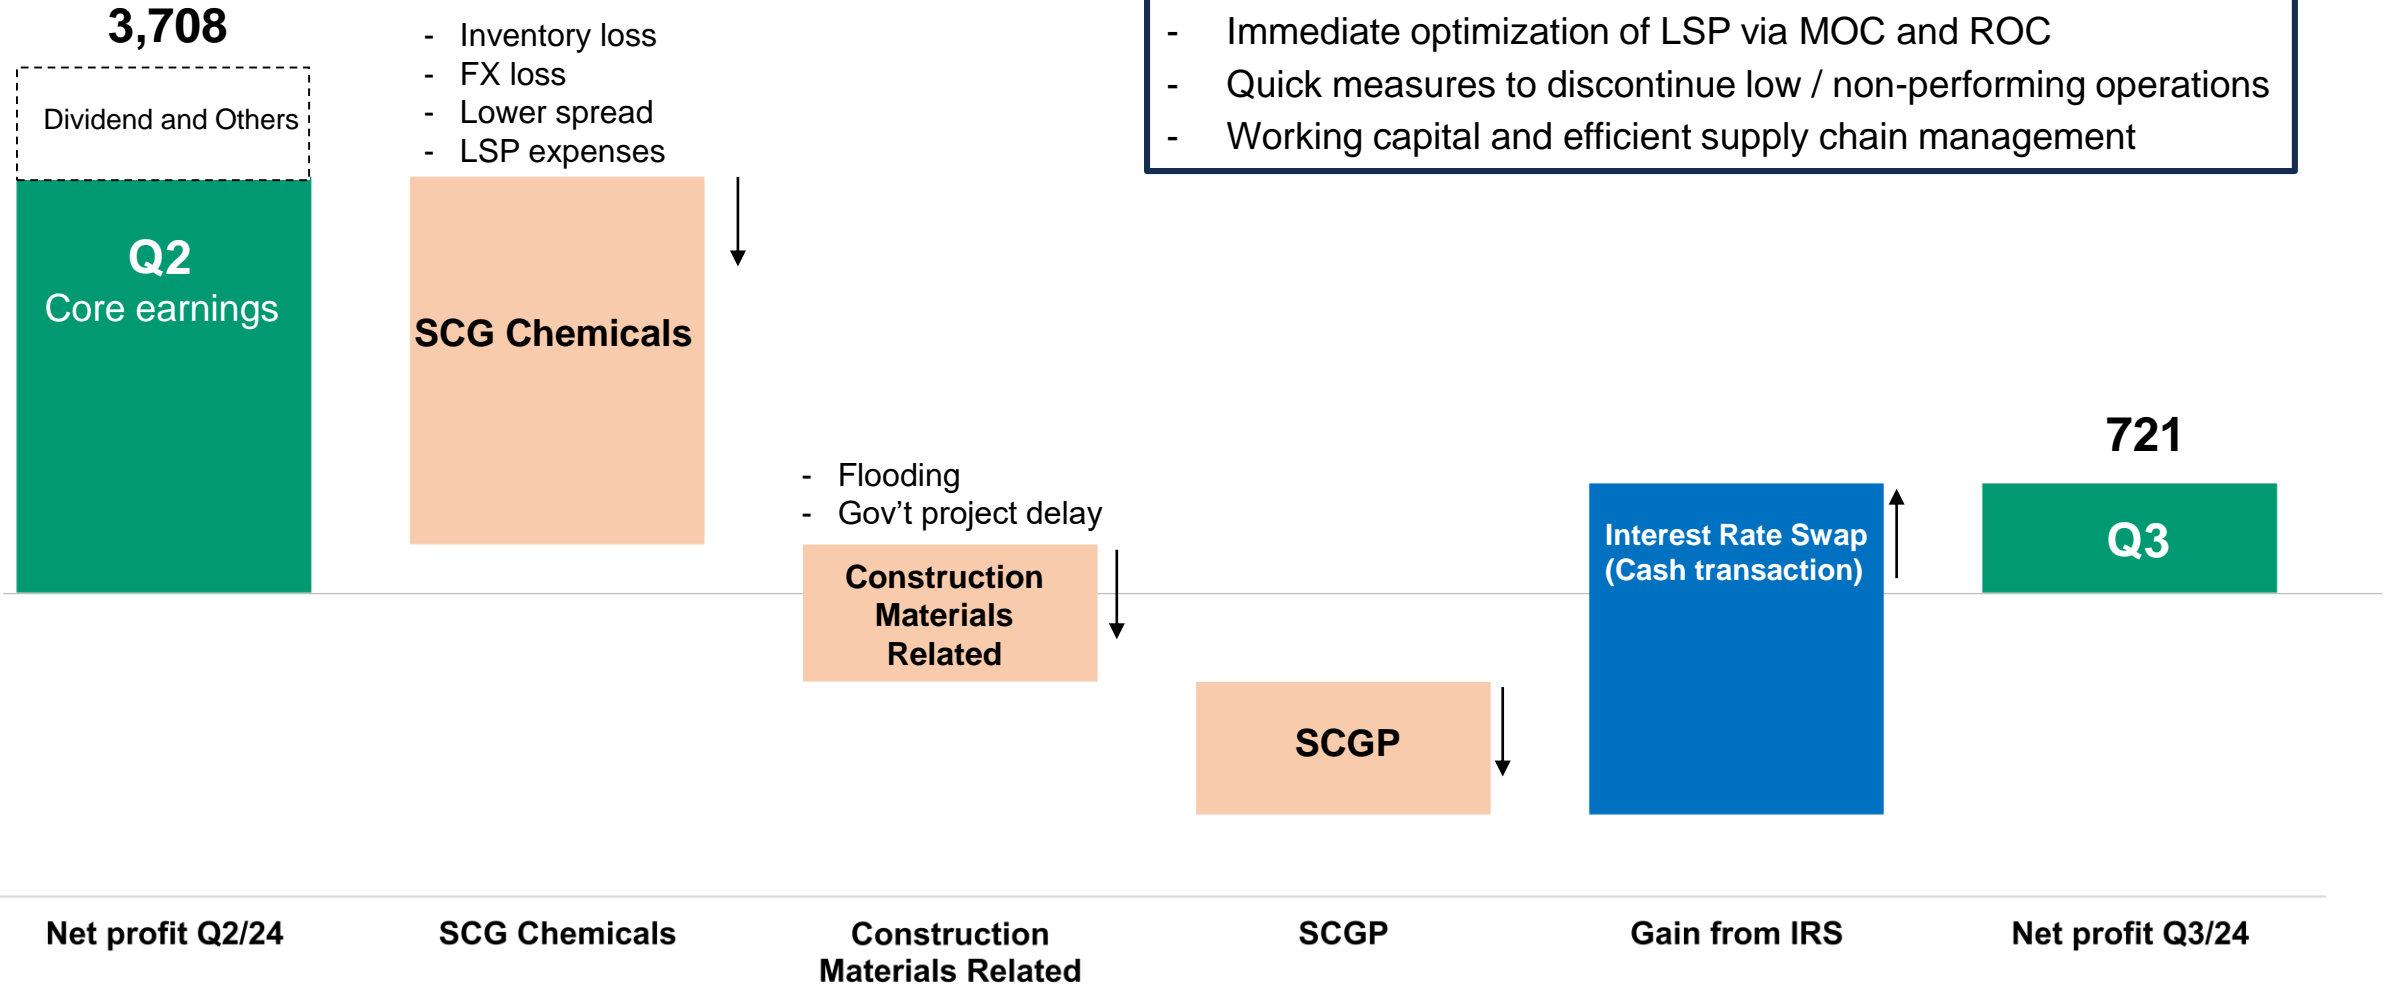 3,708
Dividend and Others
Q2
Core earnings
- Inventory loss
- FX loss
- Lower spread
- LSP expenses
SCG Chemicals
- Immediate optimization of LSP via MOC and ROC
- Quick measures to discontinue low / non-performing operations
- Working capital and efficient supply chain management
- Flooding
- Gov’t project delay
Construction
Materials
Related
SCGP
Interest Rate Swap
(Cash transaction)
721
Q3
Net profit Q2/24
SCG Chemicals
Construction
Materials Related
SCGP
Gain from IRS
Net profit Q3/24